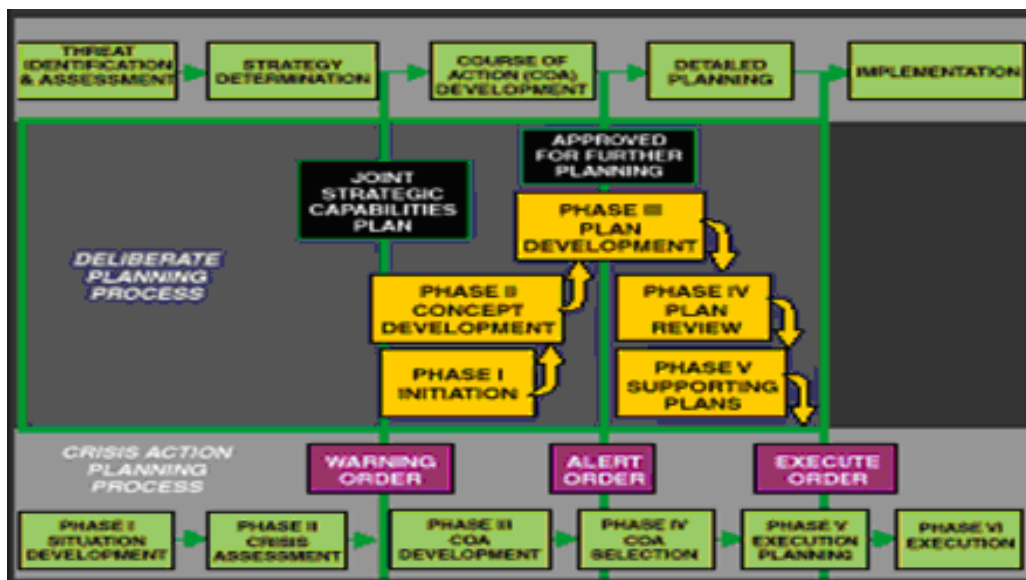 THREAT
IDENTIFICATION
& ASSESSMENT
STRATEGY
DETERMINATION
COURSE OF
ACTION (COA)
DEVELOPMENT
DETAILED
PLANNING
IMPLEMENTATION
APPROVED
FOR FURTHER
PLANNING
JOINT
STRATEGIC
CAPABILITIES
PLAN
PHASE III
PLAN
DEVELOPMENT
DELIBERATE
PLANNING
PROCESS
PHASE II
CONCEPT
DEVELOPMENT
PHASE IV
PLAN
REVIEW
PHASE I
INITIATION
PHASE V
SUPPORTING
PLANS
CRISIS ACTION
PLANNING
PROCESS
WARNING
ORDER
ALERT
ORDER
EXECUTE
ORDER
PHASE I
SITUATION
DEVELOPMENT
PHASE II
CRISIS
ASSESSMENT
PHASE III
COA
DEVELOPMENT
PHASE IV
COA
SELECTION
PHASE V
EXECUTION
PLANNING
PHASE VI
EXECUTION